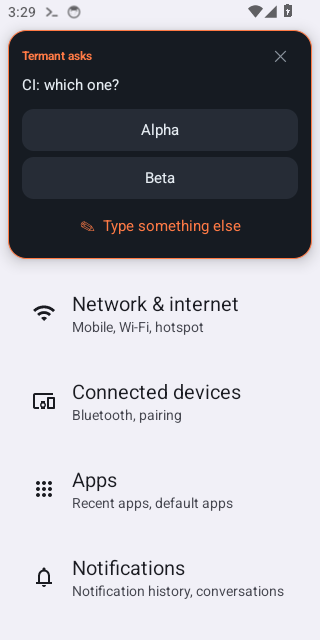 3:29
Termant asks
CI: which one?
Alpha
Beta
Type something else
Network & internet
Mobile, Wi-Fi, hotspot
Connected devices
Bluetooth, pairing
Apps
Recent apps, default apps
Notifications
Notification history, conversations